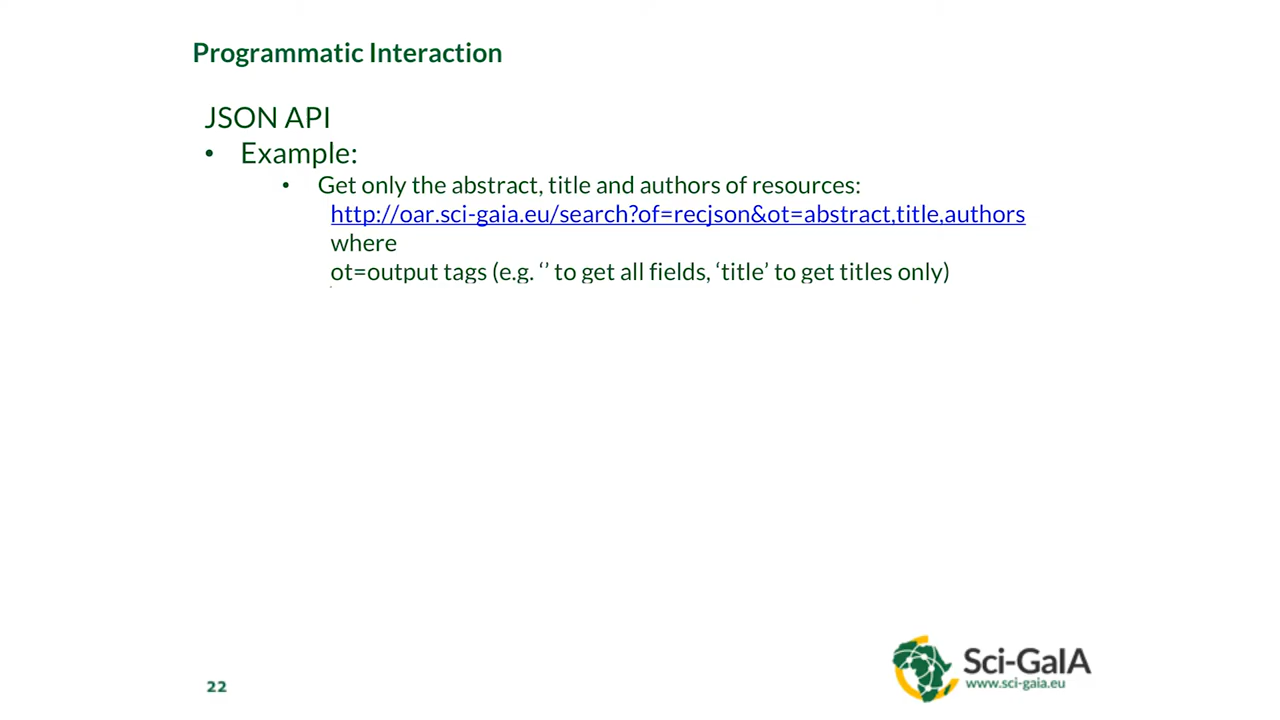 Programmatic Interaction
JSON API
• Example:
• Get only the abstract, title and authors of resources:
http://oar.sci-gaia.eu/search?of=recjson&ot=abstract,title,authors
where
ot=output tags (e.g. ‘’ to get all fields, ‘title’ to get titles only)
Sci-GaIA
www.sci-gaia.eu
22